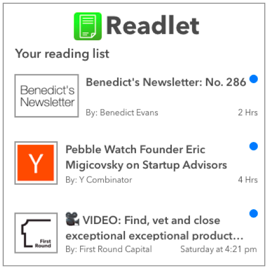 Readlet
Your reading list
Benedict's
Newsletter
Benedict's Newsletter: No. 286
By: Benedict Evans 2 Hrs
Y
Pebble Watch Founder Eric
Migicovsky on Startup Advisors
By: Y Combinator 4 Hrs
First
Round
VIDEO: Find, vet and close
exceptional exceptional product...
By: First Round Capital Saturday at 4:21 pm